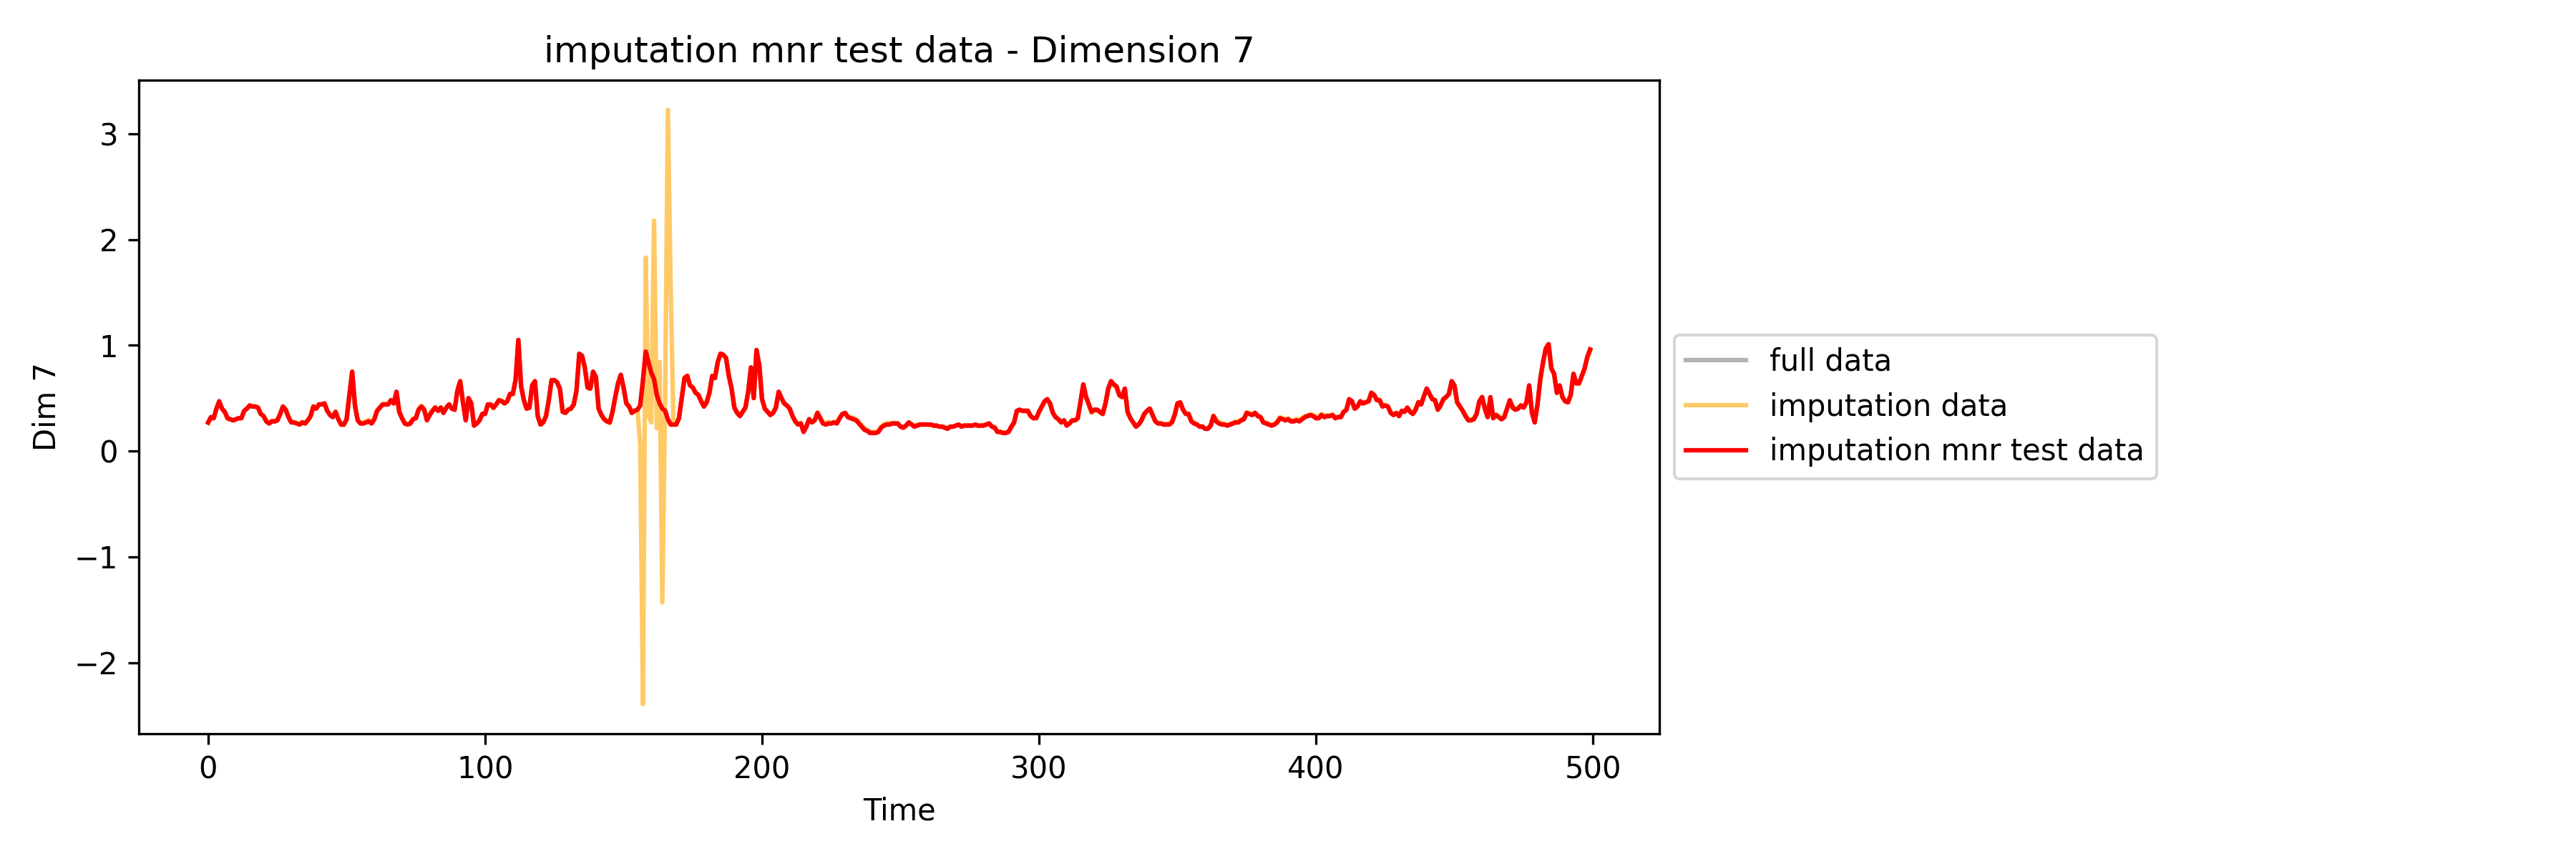 imputation mnr test data - Dimension 7
3
2
1
0
−1
−2
Dim 7
0 100 200 300 400 500
Time
full data
imputation data
imputation mnr test data